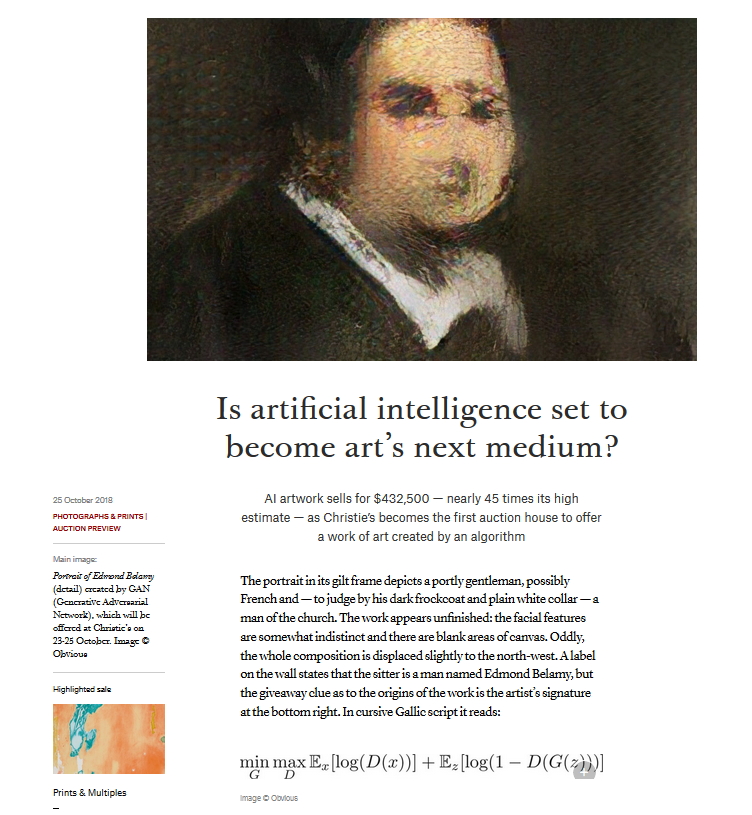 Is artificial intelligence set to
become art's next medium?
25 October 2018
PHOTOGRAPHS & PRINTS |
AUCTION PREVIEW
Main image:
Portrait of Edmond Belamy
(detail) created by GAN
(Generative Adversarial
Network), which will be
offered at Christie's on
23-25 October. Image ©
Obvious
Highlighted sale
Prints & Multiples
–
AI artwork sells for $432,500 — nearly 45 times its high
estimate — as Christie's becomes the first auction house to offer
a work of art created by an algorithm
The portrait in its gilt frame depicts a portly gentleman, possibly
French and — to judge by his dark frockcoat and plain white collar — a
man of the church. The work appears unfinished: the facial features
are somewhat indistinct and there are blank areas of canvas. Oddly,
the whole composition is displaced slightly to the north-west. A label
on the wall states that the sitter is a man named Edmond Belamy, but
the giveaway clue as to the origins of the work is the artist's signature
at the bottom right. In cursive Gallic script it reads:
min max 𝔼x[log(D(x))] + 𝔼z[log(1 − D(G(z)))]
G D
Image © Obvious